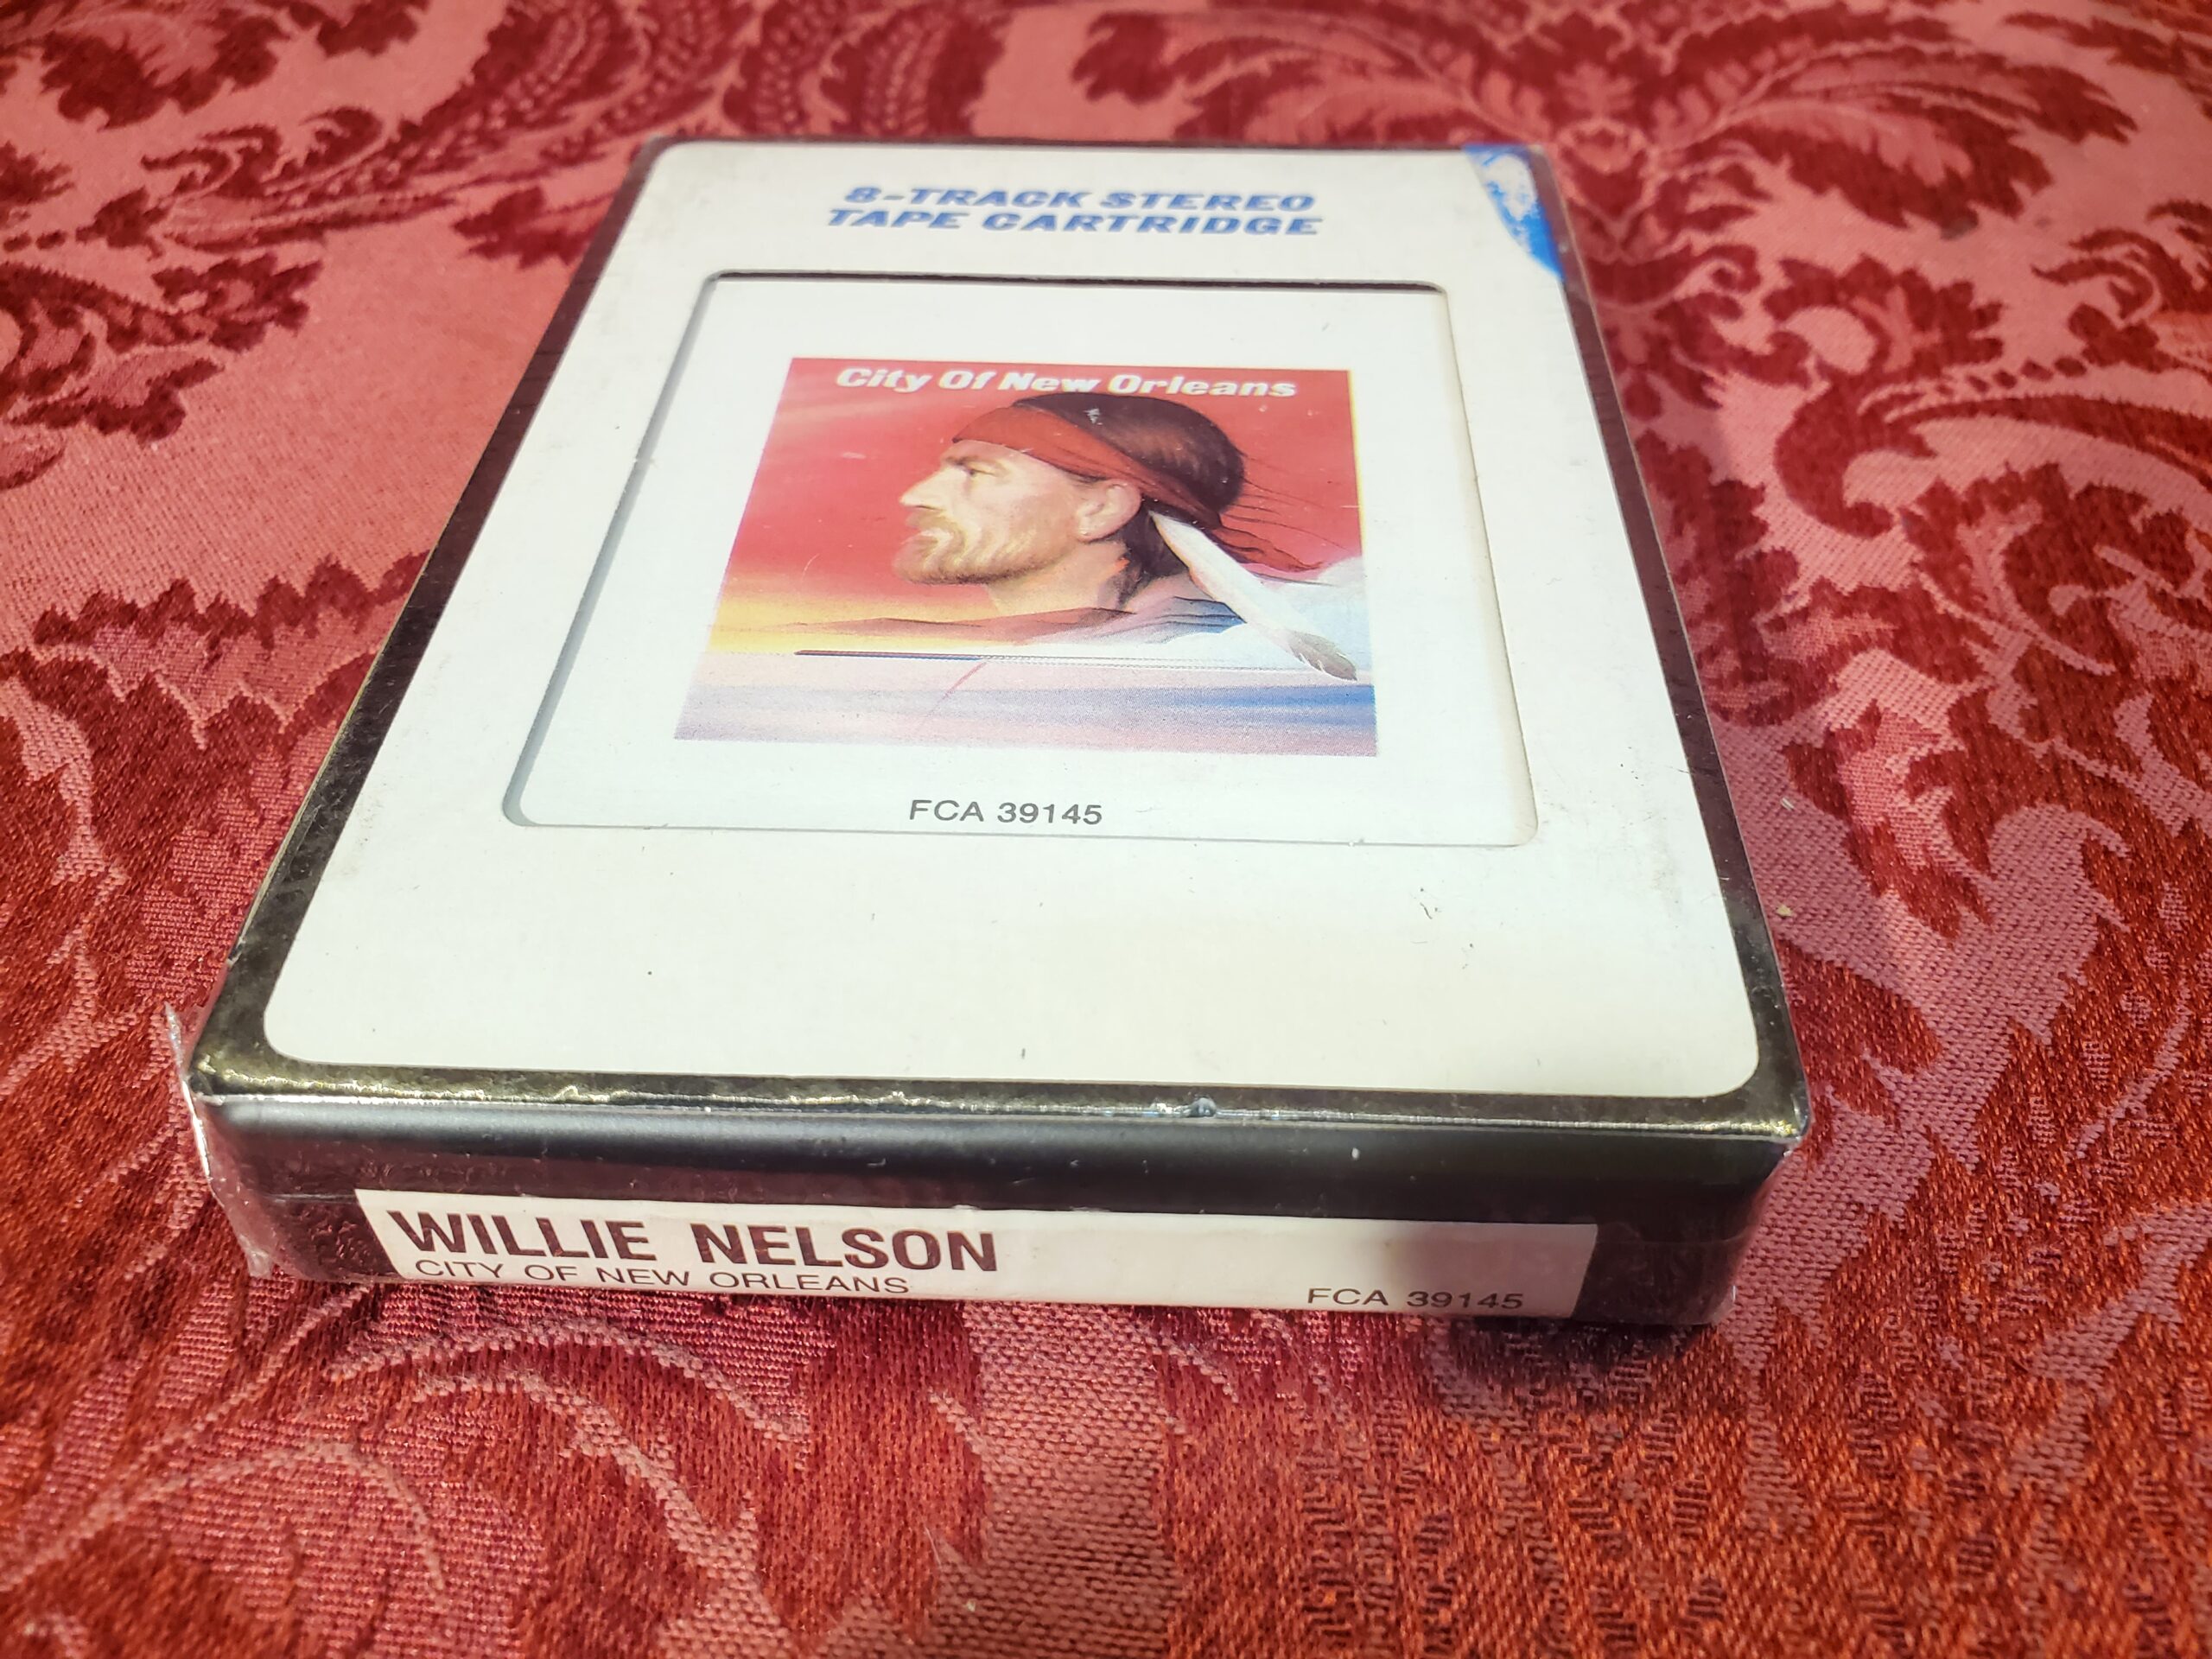 8-TRACK STEREO
TAPE CARTRIDGE
City Of New Orleans
FCA 39145
WILLIE NELSON
CITY OF NEW ORLEANS
FCA 39145